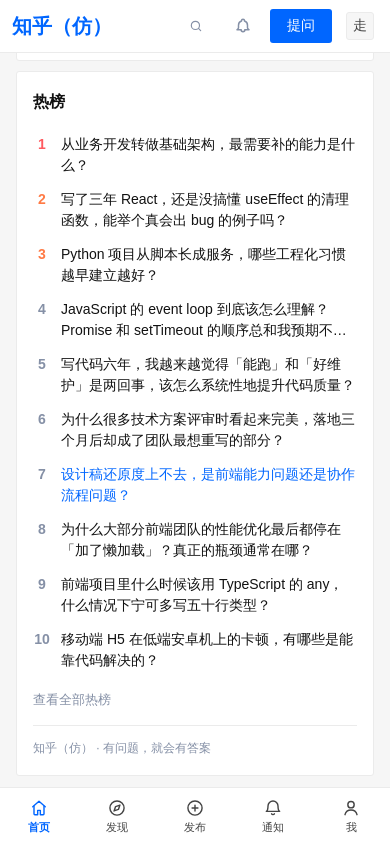 知乎（仿）
提问
走
热榜
1
从业务开发转做基础架构，最需要补的能力是什
么？
2
写了三年 React，还是没搞懂 useEffect 的清理
函数，能举个真会出 bug 的例子吗？
3
Python 项目从脚本长成服务，哪些工程化习惯
越早建立越好？
4
JavaScript 的 event loop 到底该怎么理解？
Promise 和 setTimeout 的顺序总和我预期不…
5
写代码六年，我越来越觉得「能跑」和「好维
护」是两回事，该怎么系统性地提升代码质量？
6
为什么很多技术方案评审时看起来完美，落地三
个月后却成了团队最想重写的部分？
7
设计稿还原度上不去，是前端能力问题还是协作
流程问题？
8
为什么大部分前端团队的性能优化最后都停在
「加了懒加载」？真正的瓶颈通常在哪？
9
前端项目里什么时候该用 TypeScript 的 any，
什么情况下宁可多写五十行类型？
10
移动端 H5 在低端安卓机上的卡顿，有哪些是能
靠代码解决的？
查看全部热榜
知乎（仿） · 有问题，就会有答案
首页
发现
发布
通知
我